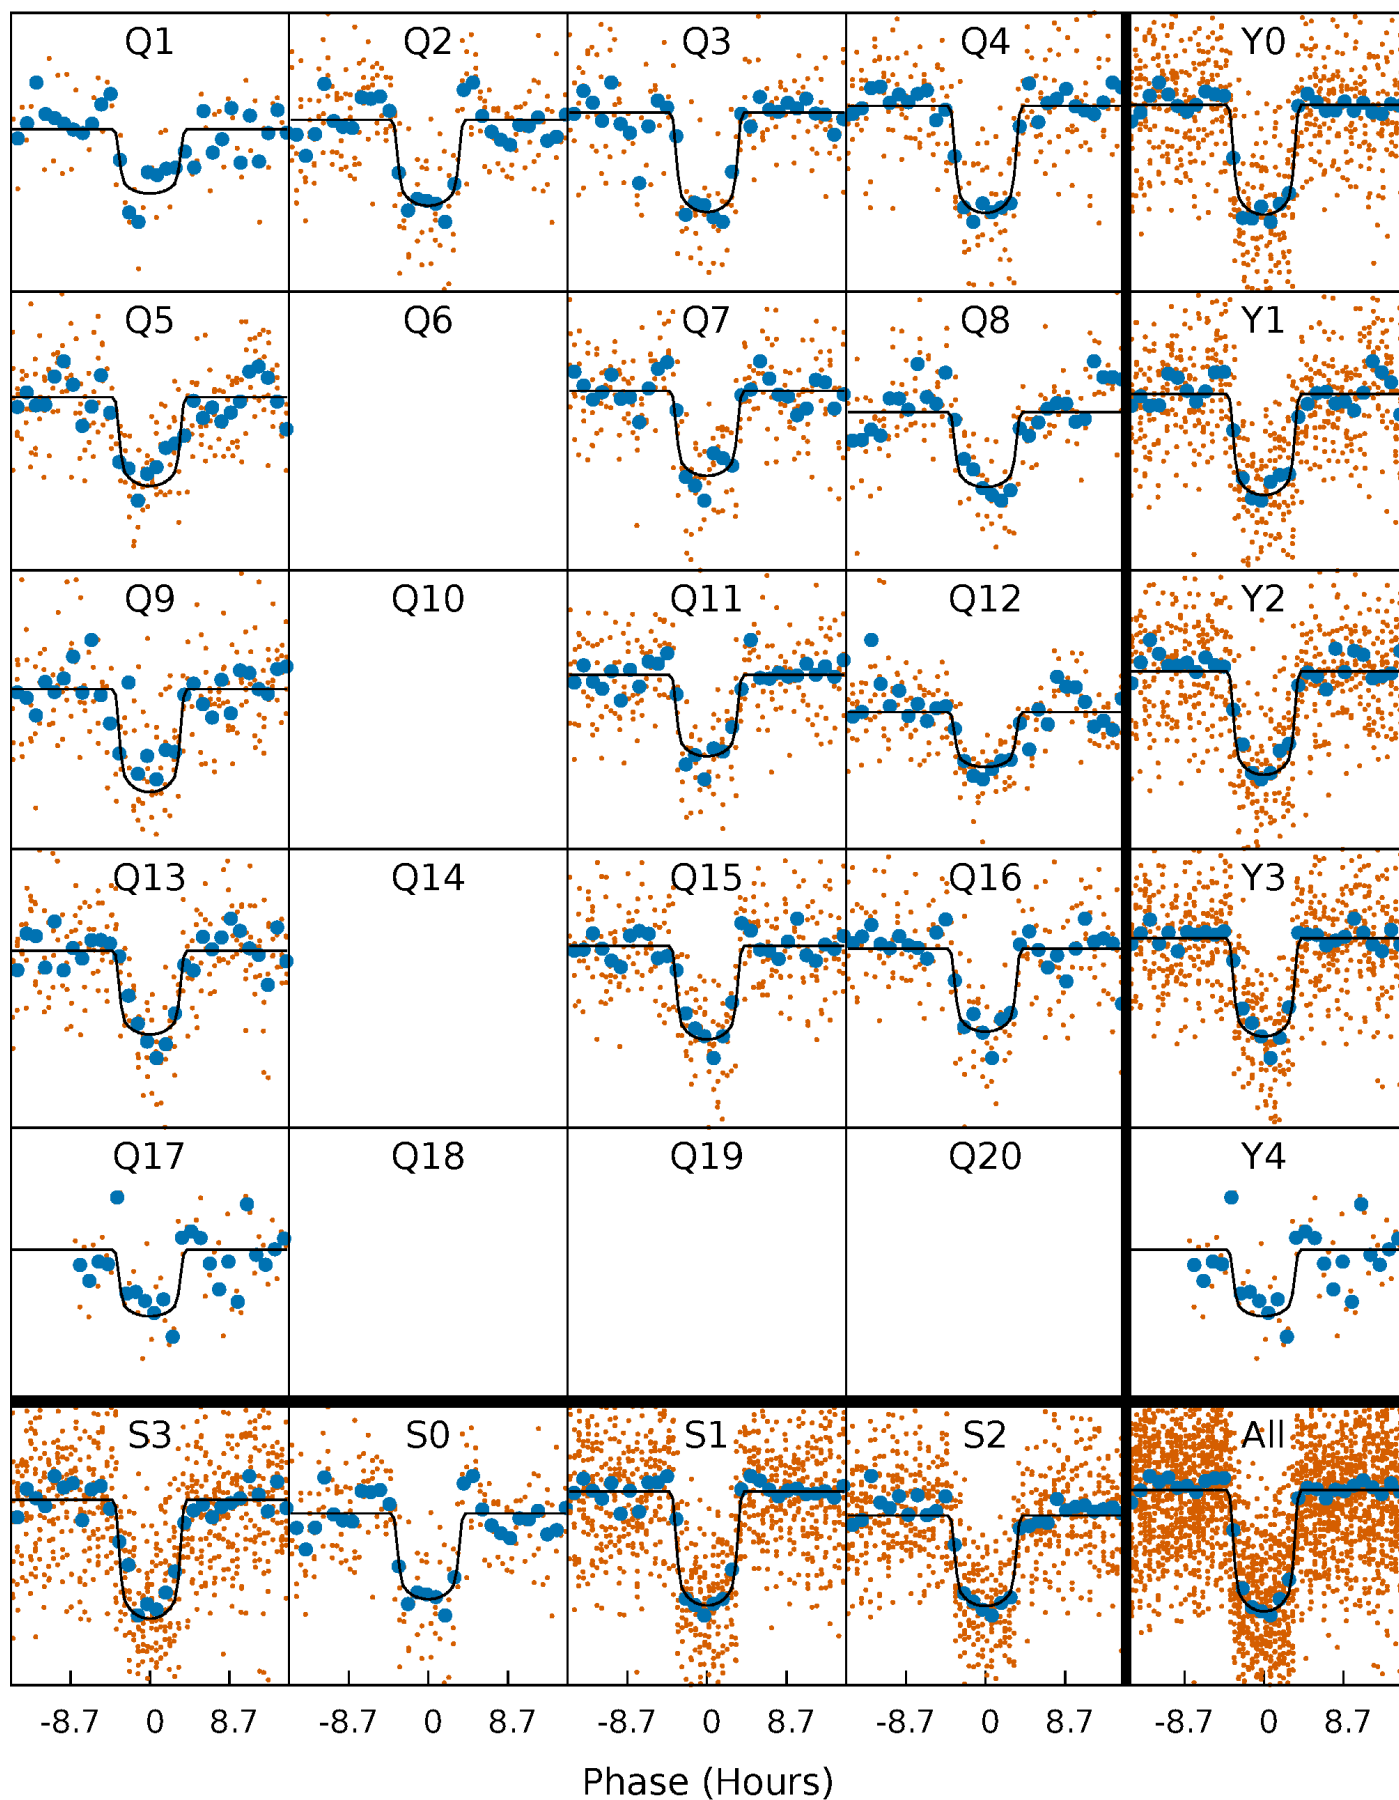 Q1 Q2 Q3 Q4 Y0
Q5 Q6 Q7 Q8 Y1
Q9 Q10 Q11 Q12 Y2
Q13 Q14 Q15 Q16 Y3
Q17 Q18 Q19 Q20 Y4
S3 S0 S1 S2 All
-8.7 0 8.7 -8.7 0 8.7 -8.7 0 8.7 -8.7 0 8.7 -8.7 0 8.7
Phase (Hours)